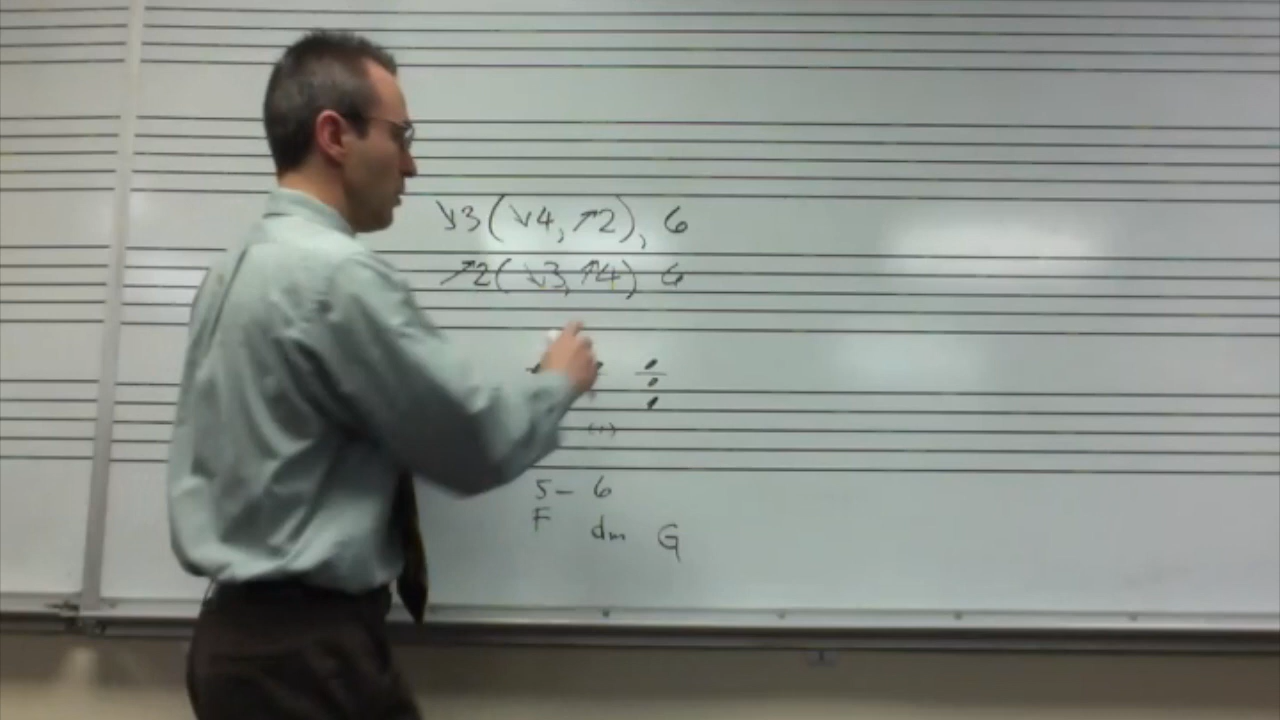 ↘3(↘4, ↗2), 6
↗2(↘3, ↗4) 6
5 – 6
F dm G